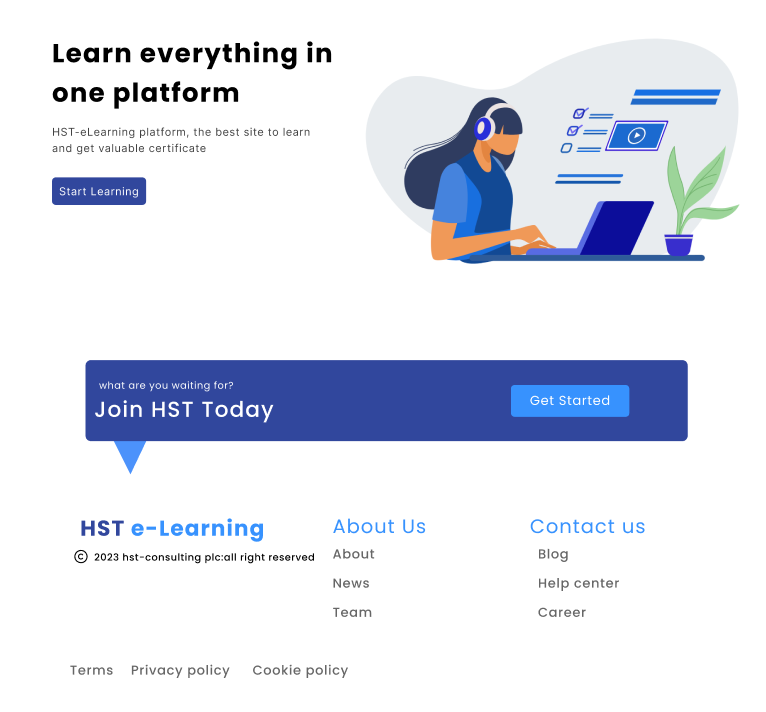 Learn everything in
one platform
HST-eLearning platform, the best site to learn
and get valuable certificate
Start Learning
what are you waiting for?
Join HST Today
Get Started
HST e-Learning
© 2023 hst-consulting plc:all right reserved
About Us
About
News
Team
Contact us
Blog
Help center
Career
Terms
Privacy policy
Cookie policy